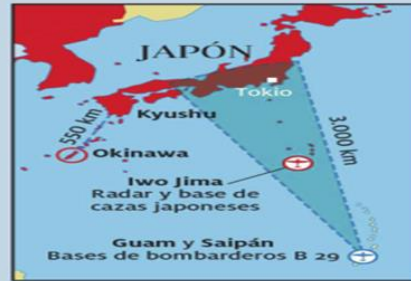 JAPÓN
Tokio
Kyushu
550 km
3.000 km
Okinawa
Iwo Jima
Radar y base de
cazas japoneses
Guam y Saipán
Bases de bombarderos B 29